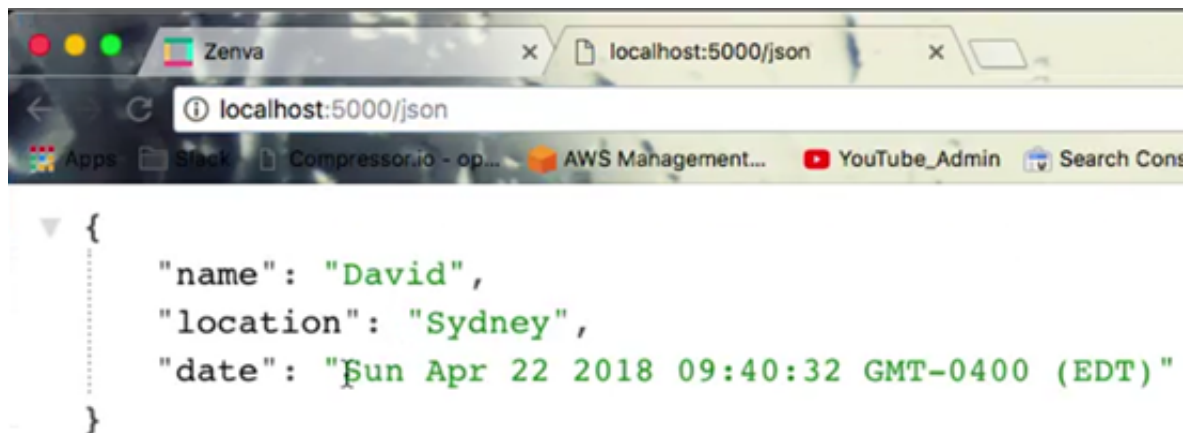 Zenva
localhost:5000/json
localhost:5000/json
Apps Slack Compressor.io - op... AWS Management... YouTube_Admin Search Cons
{
"name": "David",
"location": "Sydney",
"date": "Sun Apr 22 2018 09:40:32 GMT-0400 (EDT)"
}